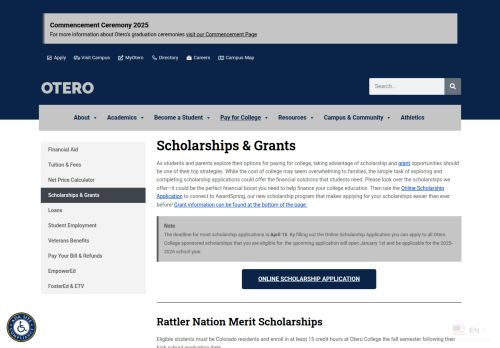 Commencement Ceremony 2025
For more information about Otero's graduation ceremonies visit our Commencement Page
Apply Visit Campus MyOtero Directory Careers Campus Map
OTERO
Search...
About Academics Become a Student Pay for College Resources Campus & Community Athletics
Financial Aid
Tuition & Fees
Net Price Calculator
Scholarships & Grants
Loans
Student Employment
Veterans Benefits
Pay Your Bill & Refunds
EmpowerEd
FosterEd & ETV
Scholarships & Grants
As students and parents explore their options for paying for college, taking advantage of scholarship and grant opportunities should
be one of their top strategies. While the cost of college may seem overwhelming to families, the simple task of exploring and
completing scholarship applications could offer the financial solutions that students need. Please look over the scholarships we
offer—it could be the perfect financial boost you need to help finance your college education. Then use the Online Scholarship
Application to connect to AwardSpring, our new scholarship program that makes applying for your scholarships easier than ever
before! Grant information can be found at the bottom of the page.
Note
The deadline for most scholarship applications is April 15. By filling out the Online Scholarship Application you can apply to all Otero
College sponsored scholarships that you are eligible for. the upcoming application will open January 1st and be applicable for the 2025-
2026 school year.
ONLINE SCHOLARSHIP APPLICATION
Rattler Nation Merit Scholarships
Eligible students must be Colorado residents and enroll in at least 15 credit hours at Otero College the fall semester following their
high school graduation date.
EN